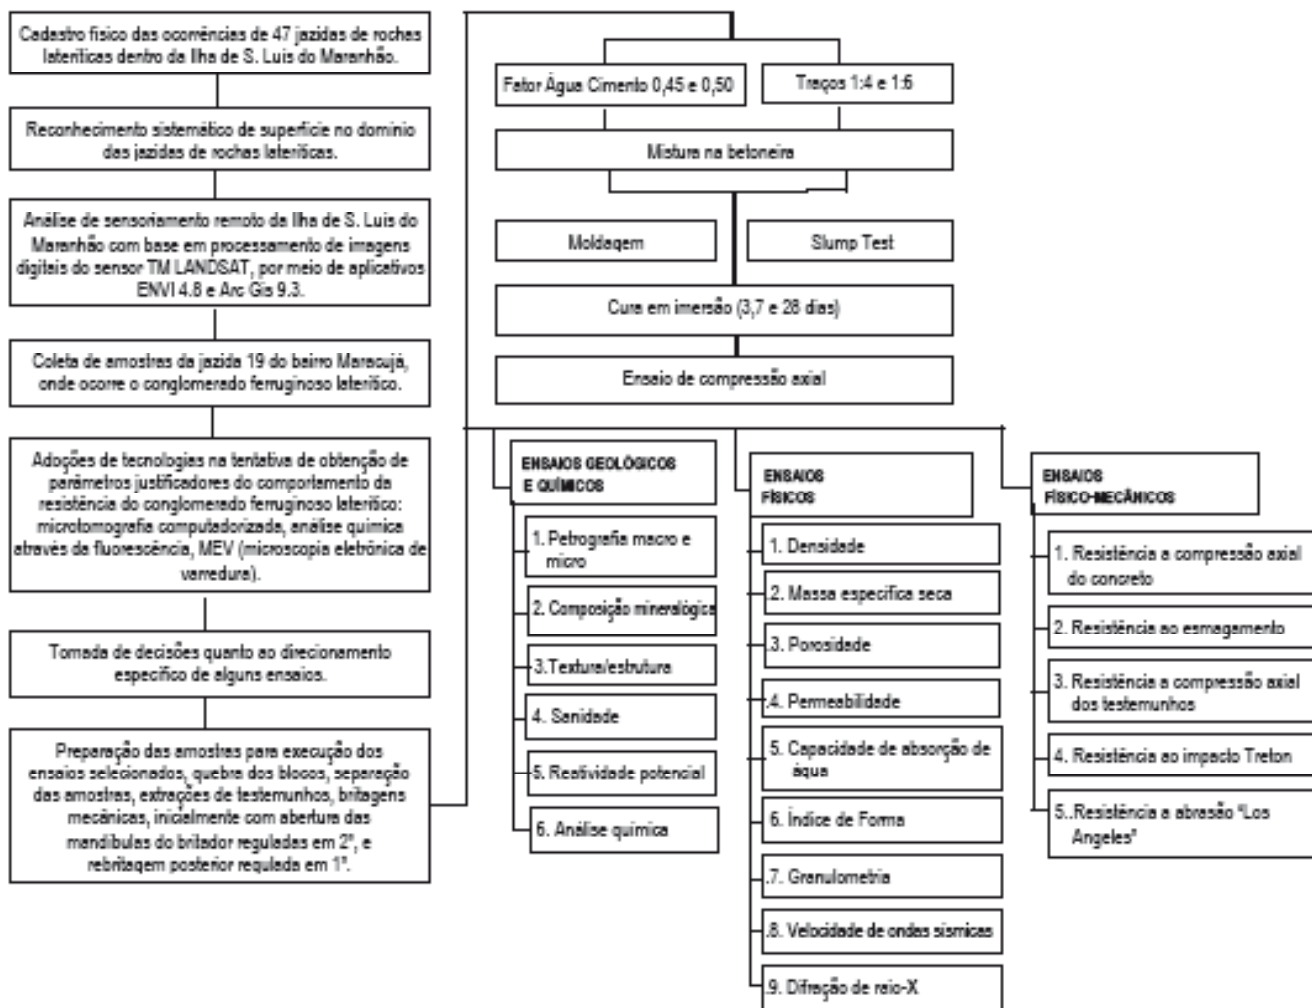 Cadastro físico das ocorrências de 47 jazidas de rochas
lateríticas dentro da Ilha de S. Luis do Maranhão.
Reconhecimento sistemático de superfície no domínio
das jazidas de rochas lateríticas.
Análise de sensoriamento remoto da Ilha de S. Luis do
Maranhão com base em processamento de imagens
digitais do sensor TM LANDSAT, por meio de aplicativos
ENVI 4.8 e Arc Gis 9.3.
Coleta de amostras da jazida 19 do bairro Maracujá,
onde ocorre o conglomerado ferruginoso laterítico.
Adoções de tecnologias na tentativa de obtenção de
parâmetros justificadores do comportamento da
resistência do conglomerado ferruginoso laterítico:
microtomografia computadorizada, análise química
através da fluorescência, MEV (microscopia eletrônica de
varredura).
Tomada de decisões quanto ao direcionamento
específico de alguns ensaios.
Preparação das amostras para execução dos
ensaios selecionados, quebra dos blocos, separação
das amostras, extrações de testemunhos, britagens
mecânicas, inicialmente com abertura das
mandíbulas do britador reguladas em 2", e
rebritagem posterior regulada em 1".
Fator Água Cimento 0,45 e 0,50
Traços 1:4 e 1:6
Mistura na betoneira
Moldagem
Slump Test
Cura em imersão (3,7 e 28 dias)
Ensaio de compressão axial
ENSAIOS GEOLÓGICOS
E QUÍMICOS
1. Petrografia macro e
micro
2. Composição mineralógica
3.Textura/estrutura
4. Sanidade
5. Reatividade potencial
6. Análise química
ENSAIOS
FÍSICOS
1. Densidade
.2. Massa específica seca
.3. Porosidade
.4. Permeabilidade
5. Capacidade de absorção de
água
6. Índice de Forma
.7. Granulometria
.8. Velocidade de ondas sísmicas
.9. Difração de raio-X
ENSAIOS
FÍSICO-MECÂNICOS
1. Resistência a compressão axial
do concreto
2. Resistência ao esmagamento
3. Resistência a compressão axial
dos testemunhos
4. Resistência ao impacto Treton
5..Resistência a abrasão "Los
Angeles"